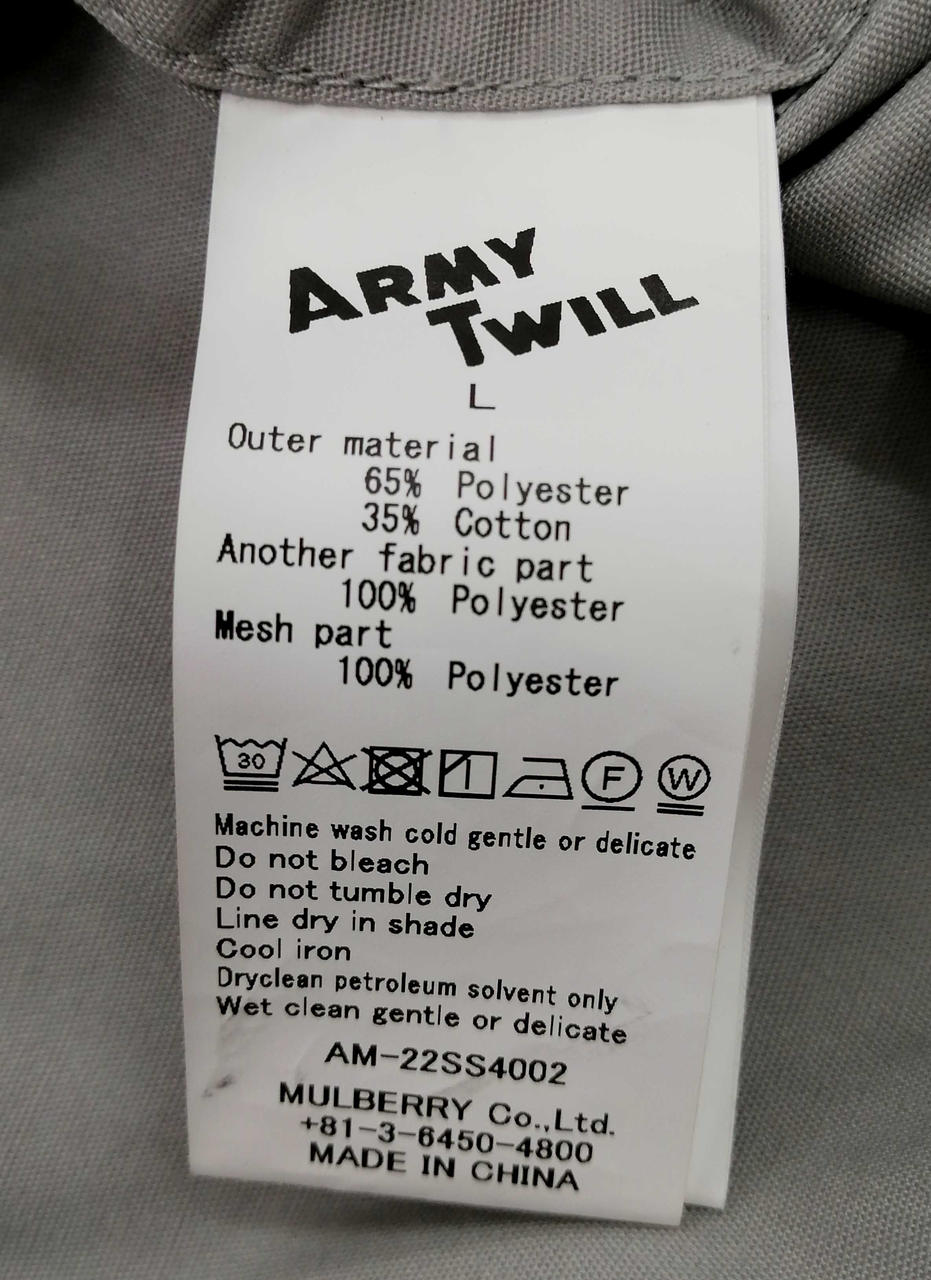 ARMY
TWILL
L
Outer material
65% Polyester
35% Cotton
Another fabric part
100% Polyester
Mesh part
100% Polyester
30 F W
Machine wash cold gentle or delicate
Do not bleach
Do not tumble dry
Line dry in shade
Cool iron
Dryclean petroleum solvent only
Wet clean gentle or delicate
AM-22SS4002
MULBERRY Co.,Ltd.
+81-3-6450-4800
MADE IN CHINA